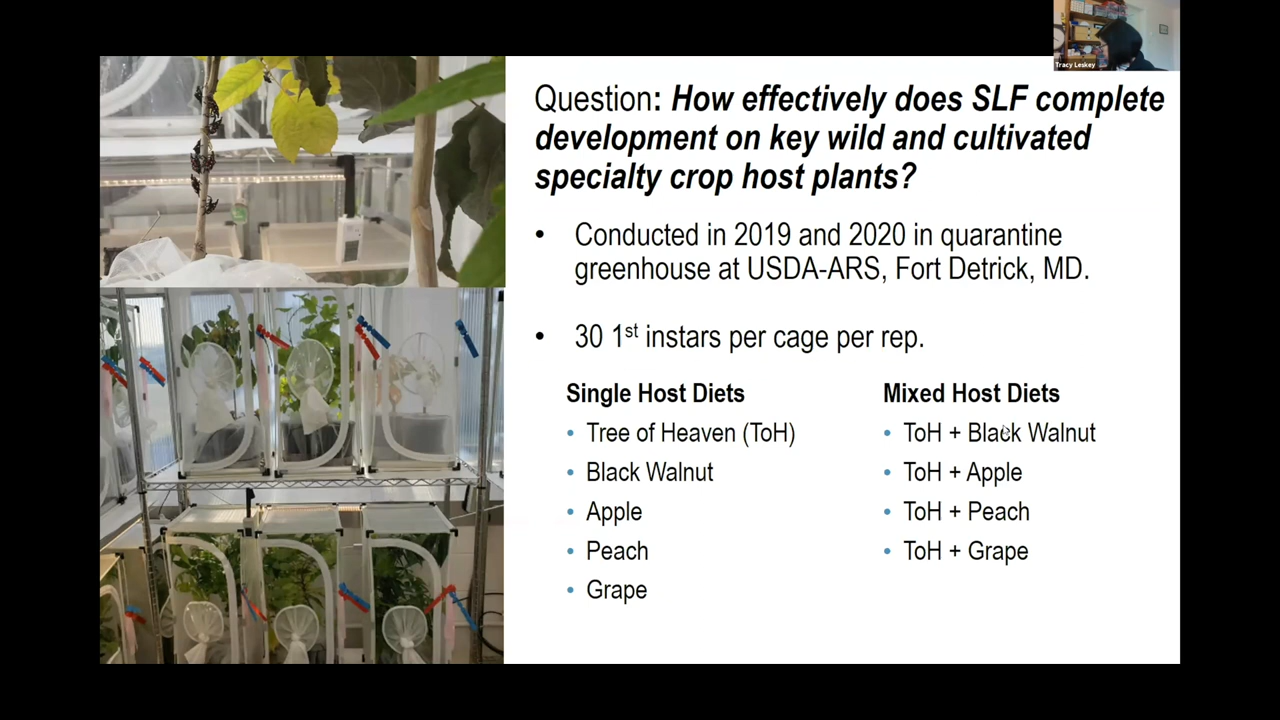 Tracy Leskey
Question: How effectively does SLF complete
development on key wild and cultivated
specialty crop host plants?
• Conducted in 2019 and 2020 in quarantine
greenhouse at USDA-ARS, Fort Detrick, MD.
• 30 1st instars per cage per rep.
Single Host Diets
• Tree of Heaven (ToH)
• Black Walnut
• Apple
• Peach
• Grape
Mixed Host Diets
• ToH + Black Walnut
• ToH + Apple
• ToH + Peach
• ToH + Grape